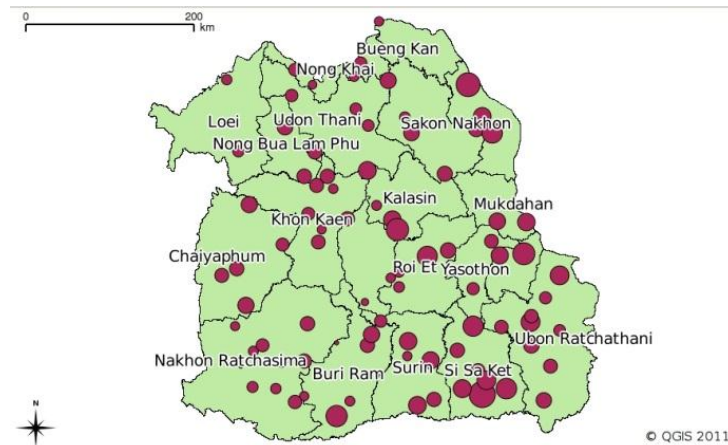 0 200
km
Bueng Kan
Nong Khai
Loei
Udon Thani
Sakon Nakhon
Nong Bua Lam Phu
Kalasin
Mukdahan
Khon Kaen
Chaiyaphum
Roi Et
Yasothon
Ubon Ratchathani
Nakhon Ratchasima
Buri Ram
Surin
Si Sa Ket
N
© QGIS 2011